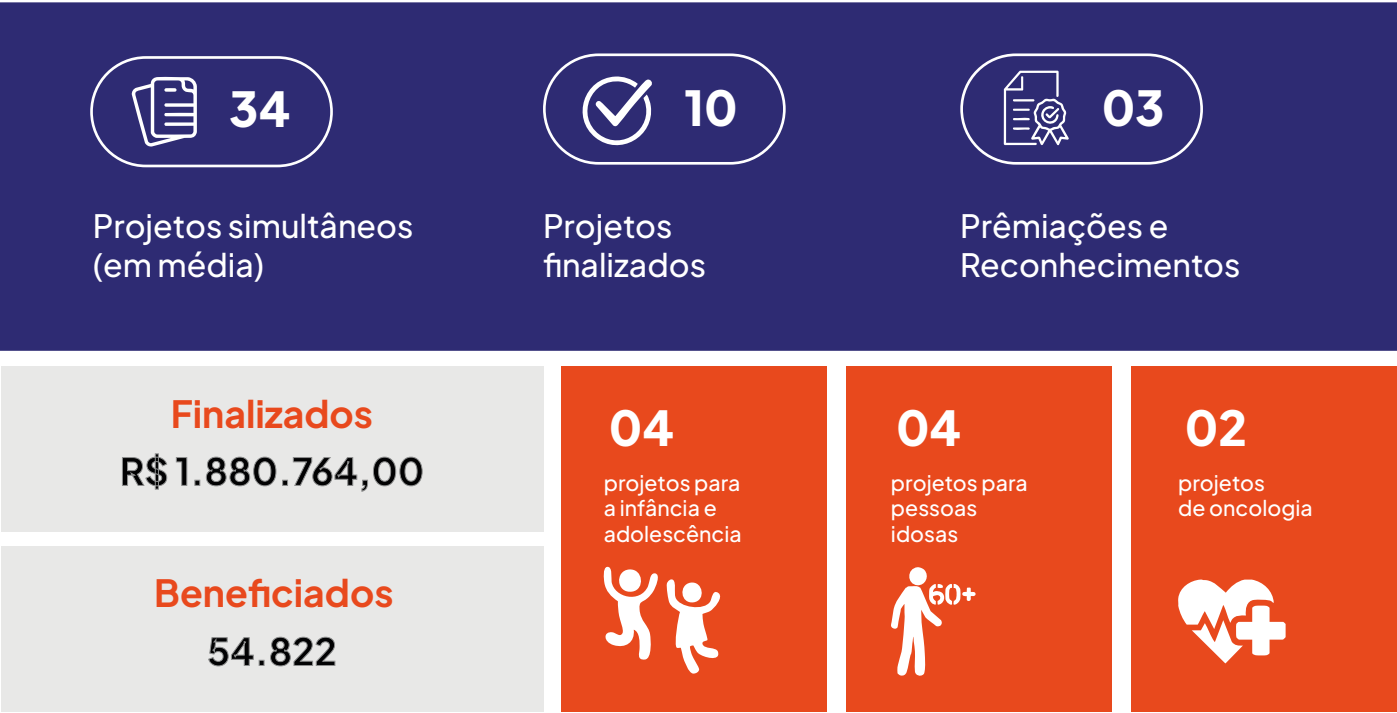 34
Projetos simultâneos
(em média)
10
Projetos
finalizados
03
Prêmiações e
Reconhecimentos
Finalizados
R$ 1.880.764,00
Beneficiados
54.822
04
projetos para
a infância e
adolescência
04
projetos para
pessoas
idosas
60+
02
projetos
de oncologia